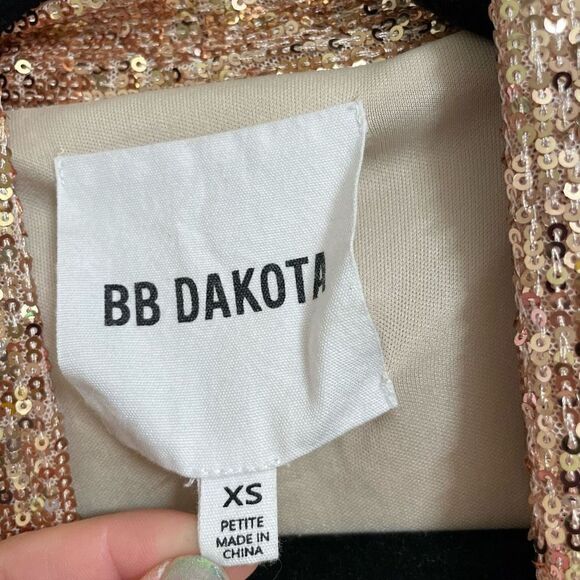 BB DAKOTA
XS
PETITE
MADE IN
CHINA